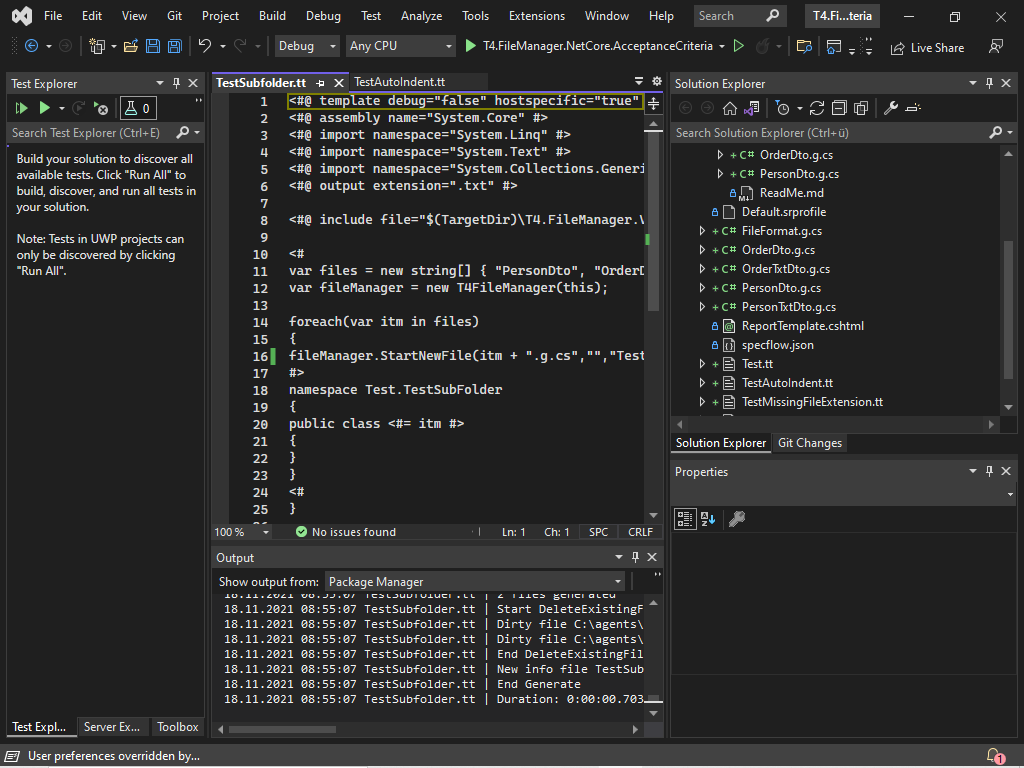 File Edit View Git Project Build Debug Test Analyze Tools Extensions Window Help Search T4.Fi...teria
Debug Any CPU T4.FileManager.NetCore.AcceptanceCriteria Live Share
Test Explorer
0
Search Test Explorer (Ctrl+E)
Build your solution to discover all
available tests. Click "Run All" to
build, discover, and run all tests in
your solution.
Note: Tests in UWP projects can
only be discovered by clicking
"Run All".
Test Expl... Server Ex... Toolbox
TestSubfolder.tt TestAutoIndent.tt
1 <#@ template debug="false" hostspecific="true"
2 <#@ assembly name="System.Core" #>
3 <#@ import namespace="System.Linq" #>
4 <#@ import namespace="System.Text" #>
5 <#@ import namespace="System.Collections.Generi
6 <#@ output extension=".txt" #>
7
8 <#@ include file="$(TargetDir)\T4.FileManager.V
9
10 <#
11 var files = new string[] { "PersonDto", "OrderD
12 var fileManager = new T4FileManager(this);
13
14 foreach(var itm in files)
15 {
16 fileManager.StartNewFile(itm + ".g.cs","","Test
17 #>
18 namespace Test.TestSubFolder
19 {
20 public class <#= itm #>
21 {
22 }
23 }
24 <#
25 }
100 % No issues found Ln: 1 Ch: 1 SPC CRLF
Output
Show output from: Package Manager
18.11.2021 08:55:07 TestSubfolder.tt | 2 files generated
18.11.2021 08:55:07 TestSubfolder.tt | Start DeleteExistingF
18.11.2021 08:55:07 TestSubfolder.tt | Dirty file C:\agents\
18.11.2021 08:55:07 TestSubfolder.tt | Dirty file C:\agents\
18.11.2021 08:55:07 TestSubfolder.tt | End DeleteExistingFil
18.11.2021 08:55:07 TestSubfolder.tt | New info file TestSub
18.11.2021 08:55:07 TestSubfolder.tt | End Generate
18.11.2021 08:55:07 TestSubfolder.tt | Duration: 0:00:00.703
Solution Explorer
Search Solution Explorer (Ctrl+ü)
+ C# OrderDto.g.cs
+ C# PersonDto.g.cs
ReadMe.md
Default.srprofile
+ C# FileFormat.g.cs
+ C# OrderDto.g.cs
+ C# OrderTxtDto.g.cs
+ C# PersonDto.g.cs
+ C# PersonTxtDto.g.cs
ReportTemplate.cshtml
specflow.json
+ Test.tt
+ TestAutoIndent.tt
+ TestMissingFileExtension.tt
Solution Explorer Git Changes
Properties
User preferences overridden by... 1